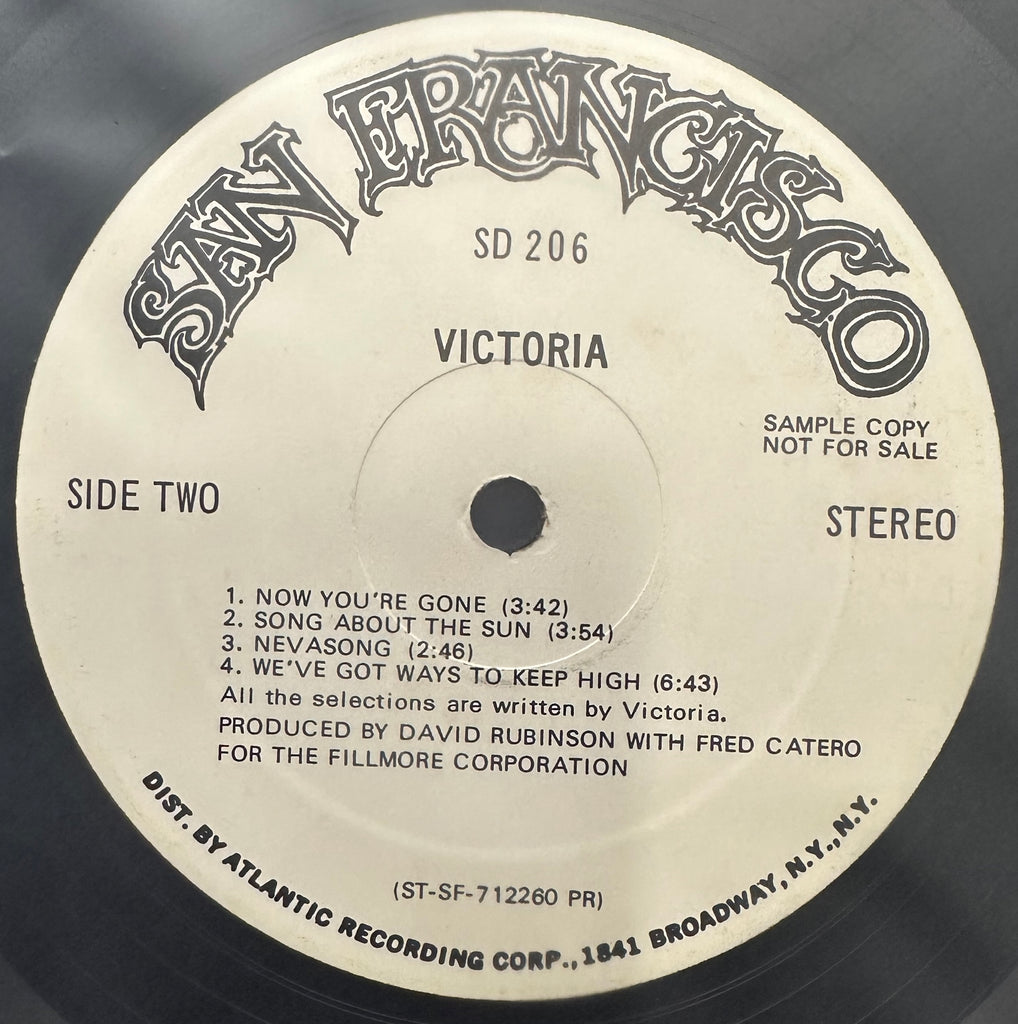 SAN FRANCISCO
SD 206
VICTORIA
SAMPLE COPY
NOT FOR SALE
SIDE TWO
STEREO
1. NOW YOU'RE GONE (3:42)
2. SONG ABOUT THE SUN (3:54)
3. NEVASONG (2:46)
4. WE'VE GOT WAYS TO KEEP HIGH (6:43)
All the selections are written by Victoria.
PRODUCED BY DAVID RUBINSON WITH FRED CATERO
FOR THE FILLMORE CORPORATION
(ST-SF-712260 PR)
DIST. BY ATLANTIC RECORDING CORP., 1841 BROADWAY, N.Y., N.Y.